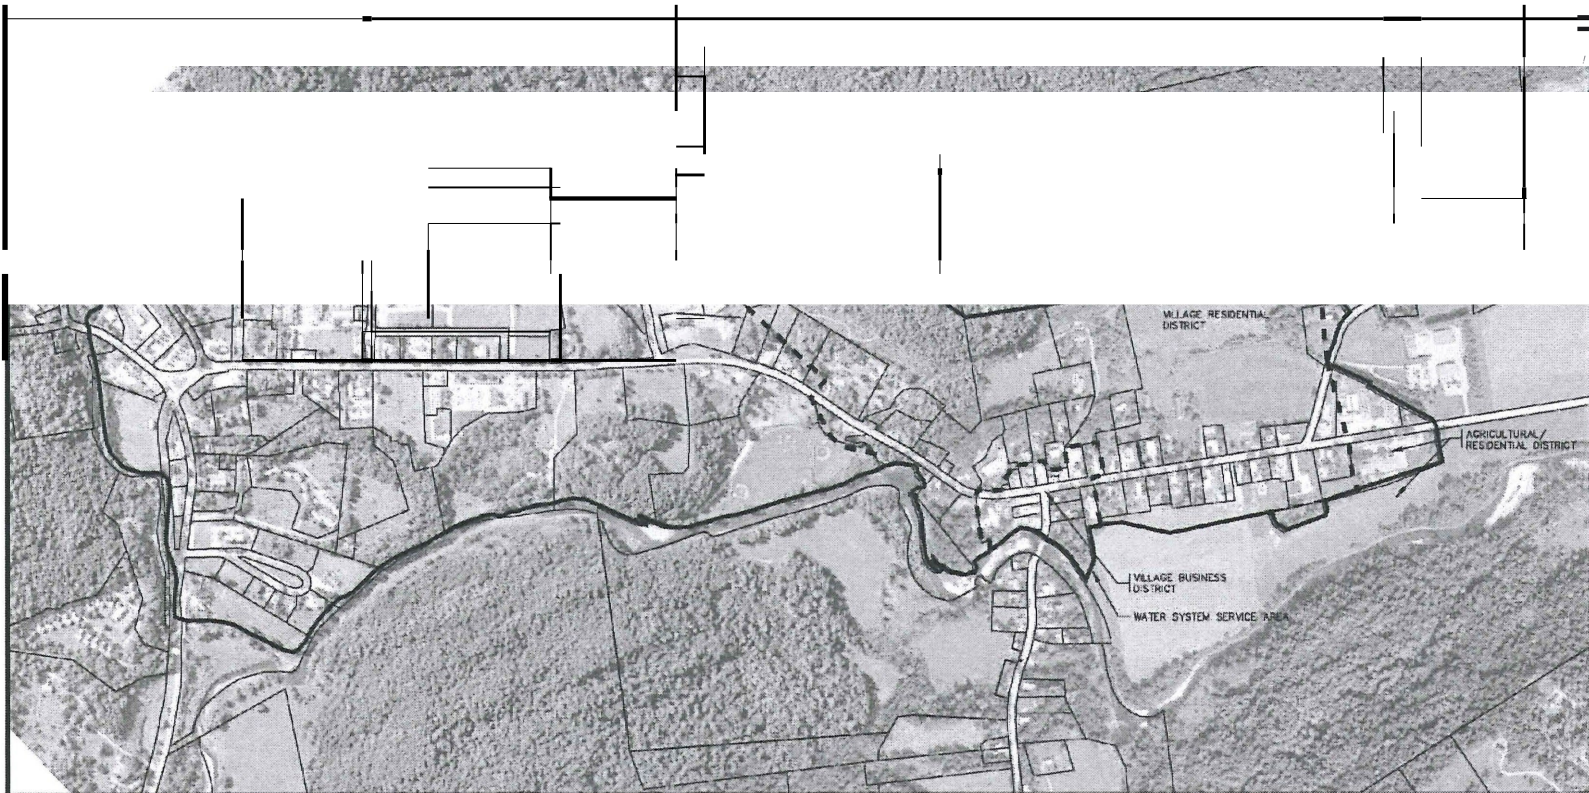 VILLAGE RESIDENTIAL
DISTRICT
AGRICULTURAL/
RESIDENTIAL DISTRICT
VILLAGE BUSINESS
DISTRICT
WATER SYSTEM SERVICE AREA